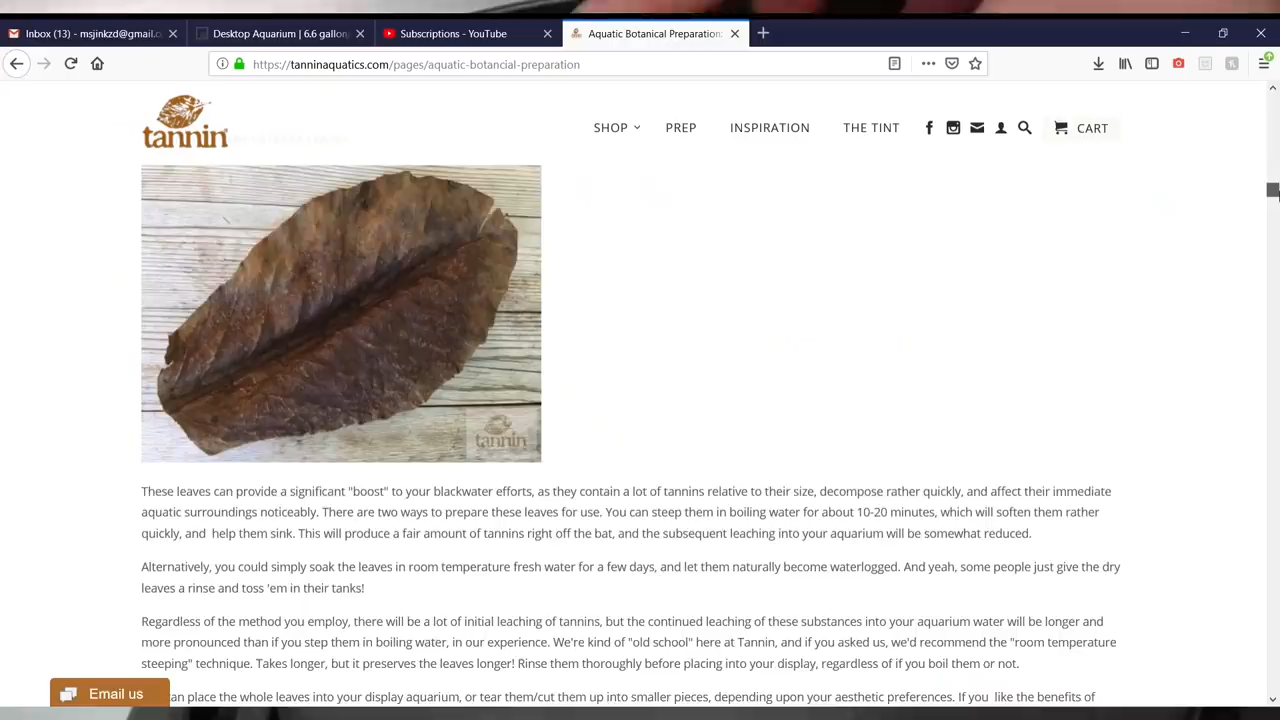 Inbox (13) - msjinkzd@gmail.c
Desktop Aquarium | 6.0 gallon
Subscriptions - YouTube
Aquatic Botanical Preparation:
https://tanninaquatics.com/pages/aquatic-botancial-preparation
tannin
SHOP PREP INSPIRATION THE TINT CART
tannin
These leaves can provide a significant "boost" to your blackwater efforts, as they contain a lot of tannins relative to their size, decompose rather quickly, and affect their immediate
aquatic surroundings noticeably. There are two ways to prepare these leaves for use. You can steep them in boiling water for about 10-20 minutes, which will soften them rather
quickly, and help them sink. This will produce a fair amount of tannins right off the bat, and the subsequent leaching into your aquarium will be somewhat reduced.
Alternatively, you could simply soak the leaves in room temperature fresh water for a few days, and let them naturally become waterlogged. And yeah, some people just give the dry
leaves a rinse and toss 'em in their tanks!
Regardless of the method you employ, there will be a lot of initial leaching of tannins, but the continued leaching of these substances into your aquarium water will be longer and
more pronounced than if you step them in boiling water, in our experience. We're kind of "old school" here at Tannin, and if you asked us, we'd recommend the "room temperature
steeping" technique. Takes longer, but it preserves the leaves longer! Rinse them thoroughly before placing into your display, regardless of if you boil them or not.
Email us
an place the whole leaves into your display aquarium, or tear them/cut them up into smaller pieces, depending upon your aesthetic preferences. If you like the benefits of